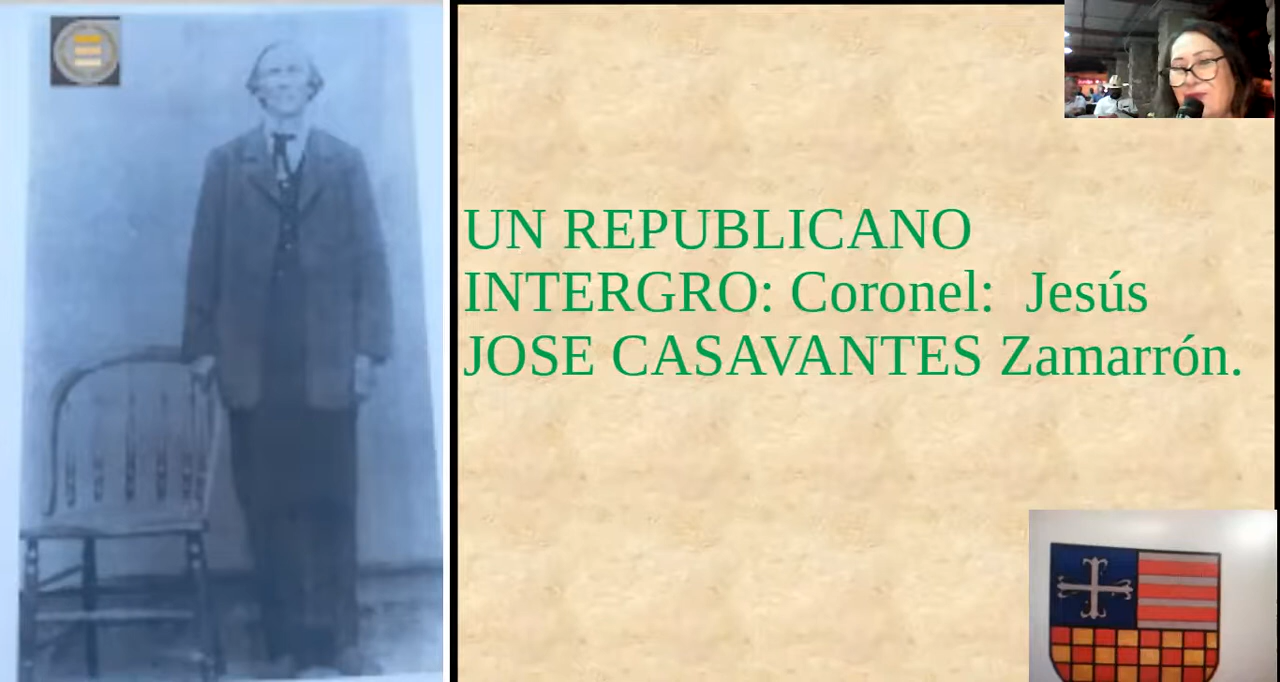 UN REPUBLICANO
INTERGRO: Coronel:  Jesús
JOSE CASAVANTES Zamarrón.